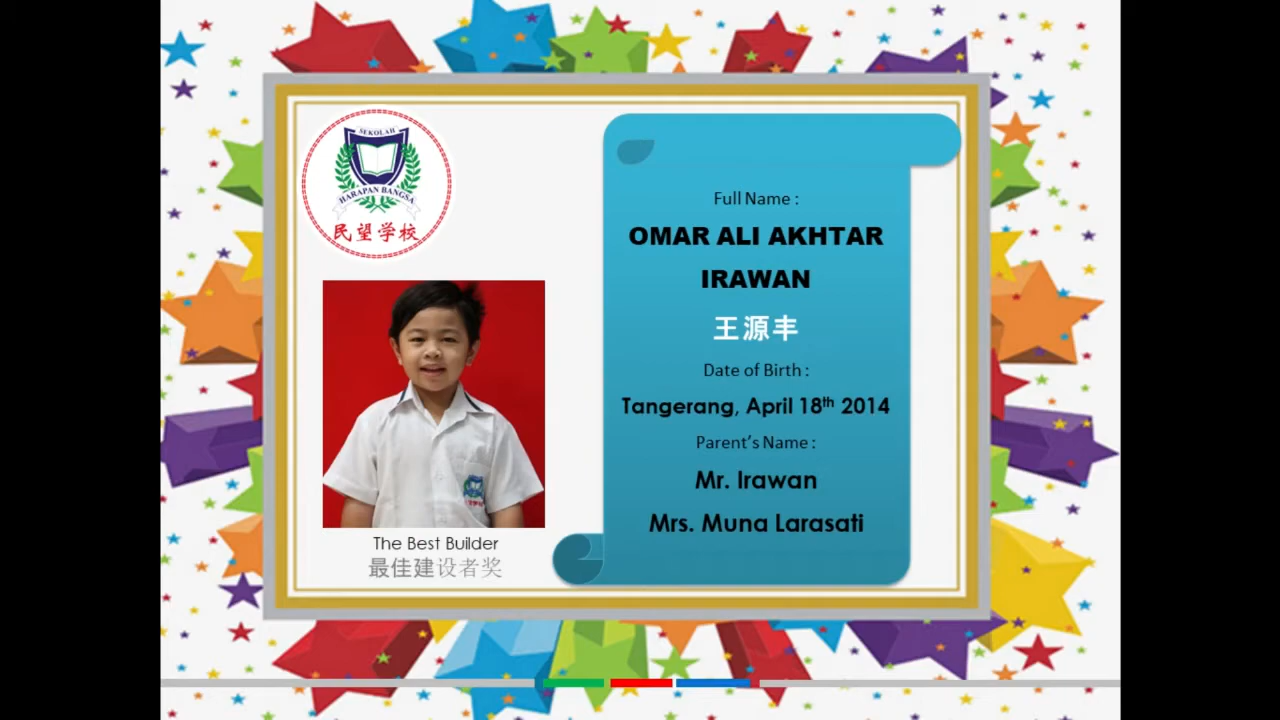 SEKOLAH
HARAPAN BANGSA
民望学校
The Best Builder
最佳建设者奖
Full Name :
OMAR ALI AKHTAR
IRAWAN
王源丰
Date of Birth :
Tangerang, April 18th 2014
Parent's Name :
Mr. Irawan
Mrs. Muna Larasati